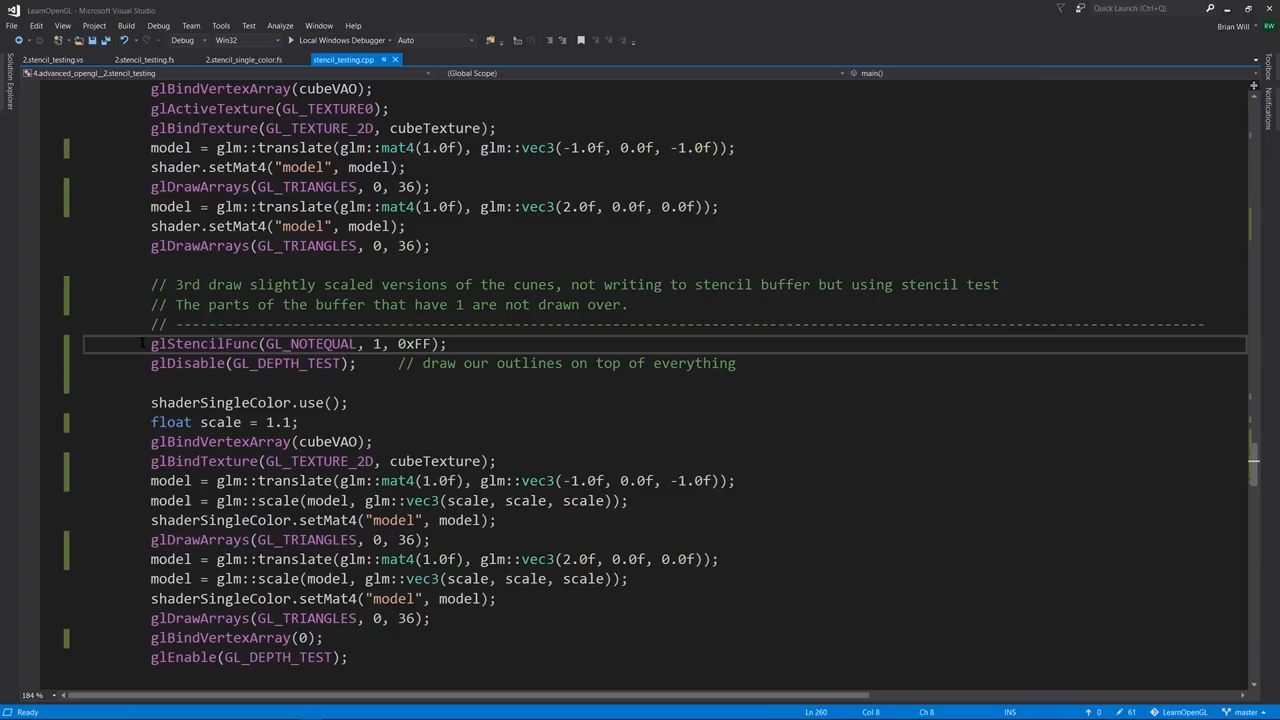 LearnOpenGL - Microsoft Visual Studio
Quick Launch (Ctrl+Q)
File Edit View Project Build Debug Team Tools Test Analyze Window Help
Brian Will BW
Debug Win32 Local Windows Debugger Auto
2.stencil_testing.vs 2.stencil_testing.fs 2.stencil_single_color.fs stencil_testing.cpp
4.advanced_opengl__2.stencil_testing (Global Scope) main()
Solution Explorer
Toolbox
Notifications
glBindVertexArray(cubeVAO);
glActiveTexture(GL_TEXTURE0);
glBindTexture(GL_TEXTURE_2D, cubeTexture);
model = glm::translate(glm::mat4(1.0f), glm::vec3(-1.0f, 0.0f, -1.0f));
shader.setMat4("model", model);
glDrawArrays(GL_TRIANGLES, 0, 36);
model = glm::translate(glm::mat4(1.0f), glm::vec3(2.0f, 0.0f, 0.0f));
shader.setMat4("model", model);
glDrawArrays(GL_TRIANGLES, 0, 36);
// 3rd draw slightly scaled versions of the cunes, not writing to stencil buffer but using stencil test
// The parts of the buffer that have 1 are not drawn over.
// -----------------------------------------------------------------------------------------------------------------------------
glStencilFunc(GL_NOTEQUAL, 1, 0xFF);
glDisable(GL_DEPTH_TEST); // draw our outlines on top of everything
shaderSingleColor.use();
float scale = 1.1;
glBindVertexArray(cubeVAO);
glBindTexture(GL_TEXTURE_2D, cubeTexture);
model = glm::translate(glm::mat4(1.0f), glm::vec3(-1.0f, 0.0f, -1.0f));
model = glm::scale(model, glm::vec3(scale, scale, scale));
shaderSingleColor.setMat4("model", model);
glDrawArrays(GL_TRIANGLES, 0, 36);
model = glm::translate(glm::mat4(1.0f), glm::vec3(2.0f, 0.0f, 0.0f));
model = glm::scale(model, glm::vec3(scale, scale, scale));
shaderSingleColor.setMat4("model", model);
glDrawArrays(GL_TRIANGLES, 0, 36);
glBindVertexArray(0);
glEnable(GL_DEPTH_TEST);
184 %
Ready Ln 260 Col 8 Ch 8 INS 0 61 LearnOpenGL master